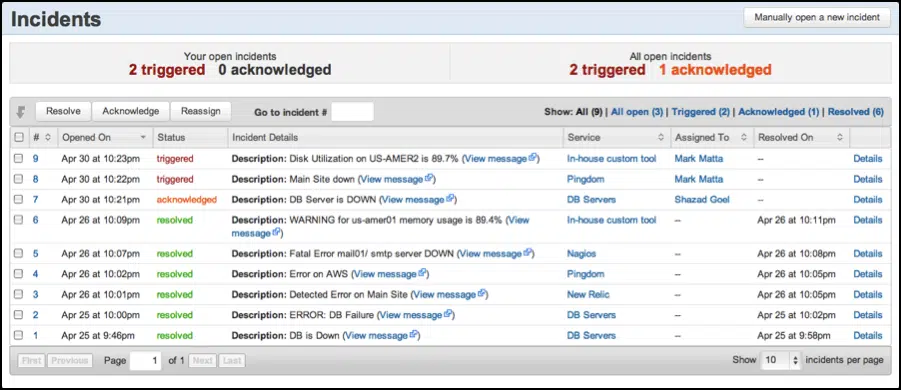 Incidents
Manually open a new incident
Your open incidents
2 triggered 0 acknowledged
All open incidents
2 triggered 1 acknowledged
Resolve Acknowledge Reassign Go to incident # Show: All (9) | All open (3) | Triggered (2) | Acknowledged (1) | Resolved (6)
# Opened On Status Incident Details Service Assigned To Resolved On
9 Apr 30 at 10:23pm triggered Description: Disk Utilization on US-AMER2 is 89.7% (View message) In-house custom tool Mark Matta -- Details
8 Apr 30 at 10:22pm triggered Description: Main Site down (View message) Pingdom Mark Matta -- Details
7 Apr 30 at 10:21pm acknowledged Description: DB Server is DOWN (View message) DB Servers Shazad Goel -- Details
6 Apr 26 at 10:09pm resolved Description: WARNING for us-amer01 memory usage is 89.4% (View In-house custom tool -- Apr 26 at 10:11pm Details
message)
5 Apr 26 at 10:07pm resolved Description: Fatal Error mail01/ smtp server DOWN (View message) Nagios -- Apr 26 at 10:08pm Details
4 Apr 26 at 10:02pm resolved Description: Error on AWS (View message) Pingdom -- Apr 26 at 10:05pm Details
3 Apr 26 at 10:01pm resolved Description: Detected Error on Main Site (View message) New Relic -- Apr 26 at 10:05pm Details
2 Apr 25 at 10:00pm resolved Description: ERROR: DB Failure (View message) DB Servers -- Apr 25 at 10:02pm Details
1 Apr 25 at 9:46pm resolved Description: DB is Down (View message) DB Servers -- Apr 25 at 9:58pm Details
First Previous Page 1 of 1 Next Last Show 10 incidents per page